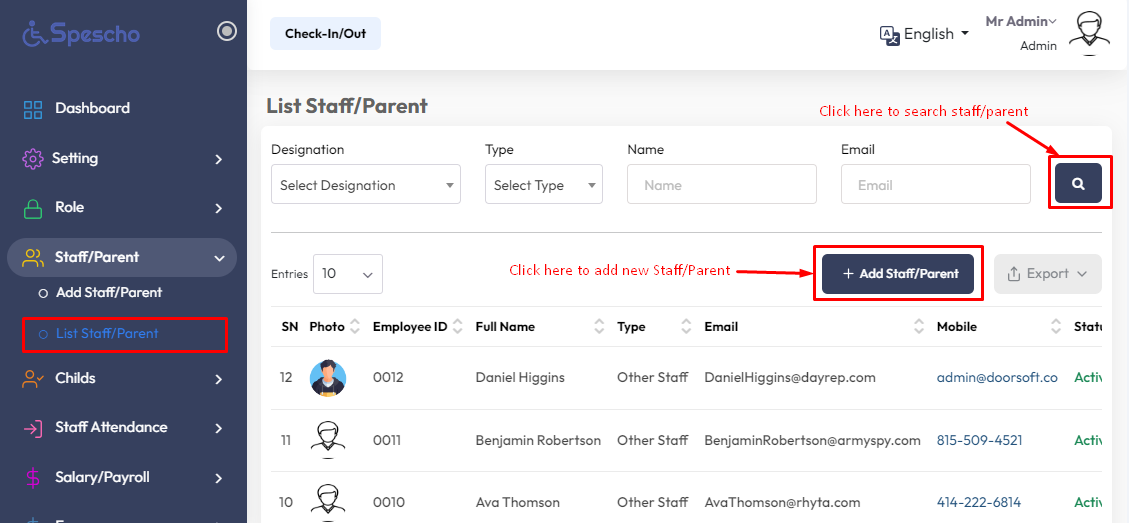 Spescho
Check-In/Out
English
Mr Admin
Admin
Dashboard
Setting
Role
Staff/Parent
Add Staff/Parent
List Staff/Parent
Childs
Staff Attendance
Salary/Payroll
List Staff/Parent
Click here to search staff/parent
Designation Type Name Email
Select Designation Select Type Name Email
Entries 10 Click here to add new Staff/Parent + Add Staff/Parent Export
SN Photo Employee ID Full Name Type Email Mobile
12 0012 Daniel Higgins Other Staff DanielHiggins@dayrep.com admin@doorsoft.co
11 0011 Benjamin Robertson Other Staff BenjaminRobertson@armyspy.com 815-509-4521
10 0010 Ava Thomson Other Staff AvaThomson@rhyta.com 414-222-6814